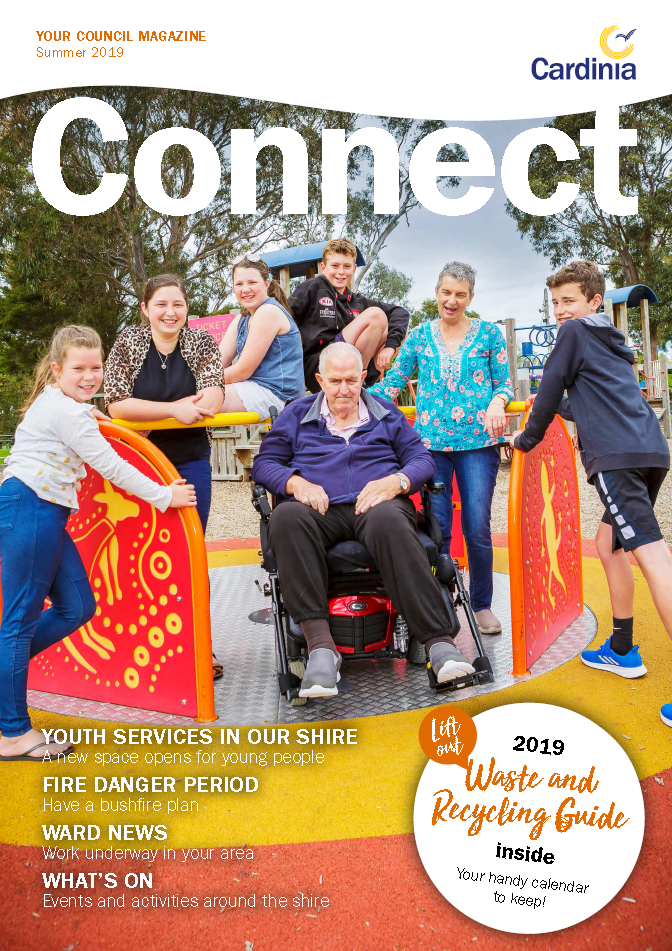 YOUR COUNCIL MAGAZINE
Summer 2019
Cardinia
Connect
TICKET
KIA
YOUTH SERVICES IN OUR SHIRE
A new space opens for young people
FIRE DANGER PERIOD
Have a bushfire plan
WARD NEWS
Work underway in your area
WHAT'S ON
Events and activities around the shire
Lift
out
2019
Waste and
Recycling Guide
inside
Your handy calendar
to keep!